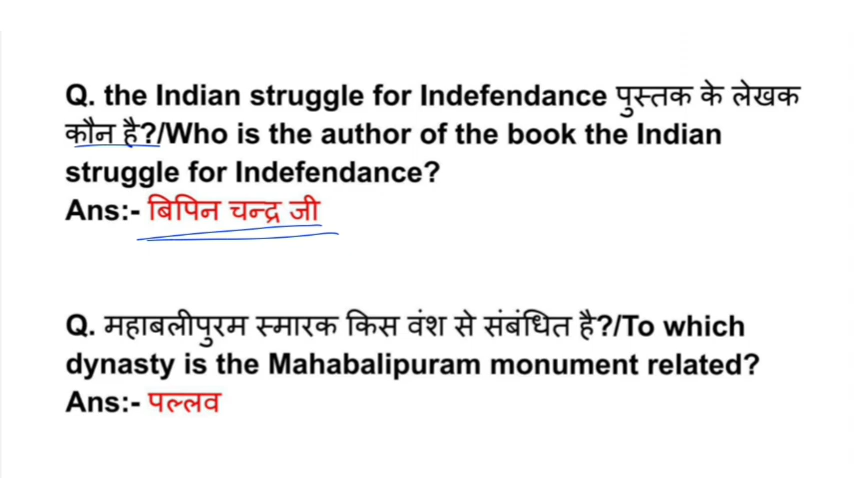 Q. the Indian struggle for Indefendance पुस्तक के लेखक
कौन है?/Who is the author of the book the Indian
struggle for Indefendance?
Ans:- बिपिन चन्द्र जी
Q. महाबलीपुरम स्मारक किस वंश से संबंधित है?/To which
dynasty is the Mahabalipuram monument related?
Ans:- पल्लव